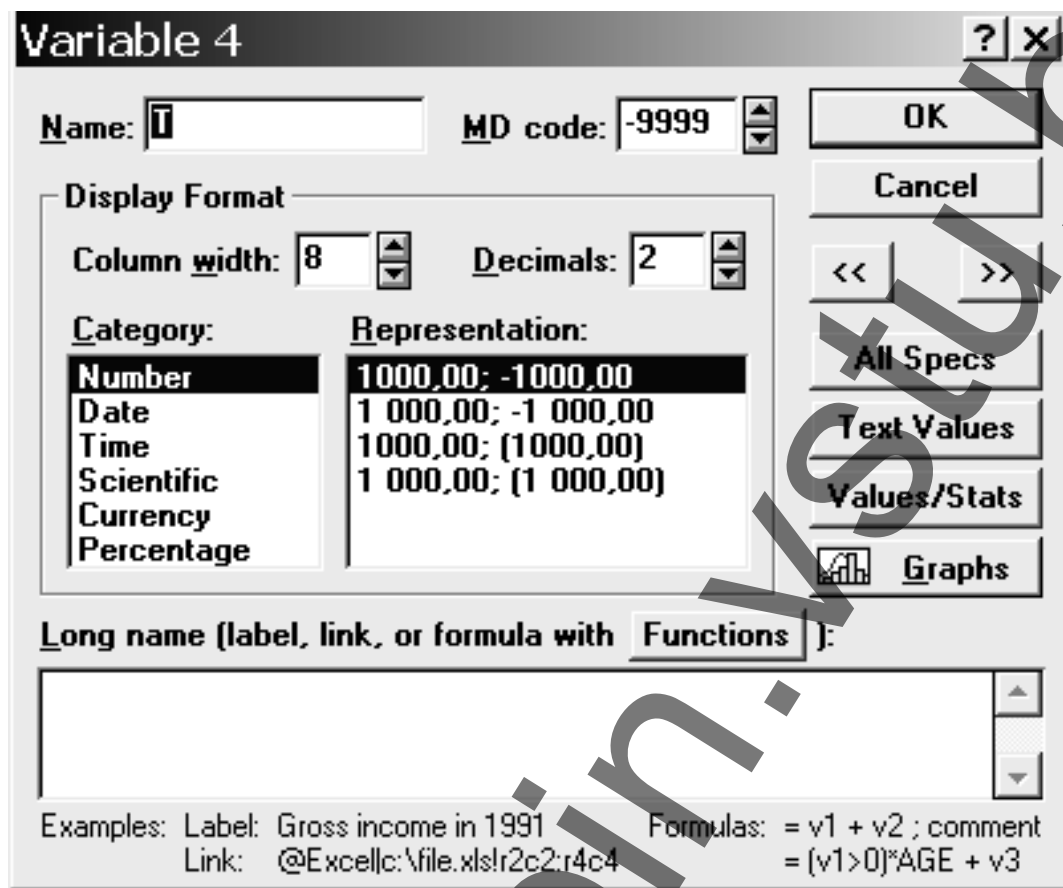 Variable 4
Name: T MD code: -9999 OK
Cancel
Display Format
Column width: 8 Decimals: 2 << >>
Category: Representation:
All Specs
Number 1000,00; -1000,00
Date 1 000,00; -1 000,00
Text Values
Time 1000,00; (1000,00)
Scientific 1 000,00; (1 000,00)
Values/Stats
Currency
Percentage
Graphs
Long name (label, link, or formula with Functions ):
Examples: Label: Gross income in 1991 Formulas: = v1 + v2 ; comment
Link: @Excel|c:\file.xls!r2c2:r4c4 = (v1>0)*AGE + v3
in.vstu